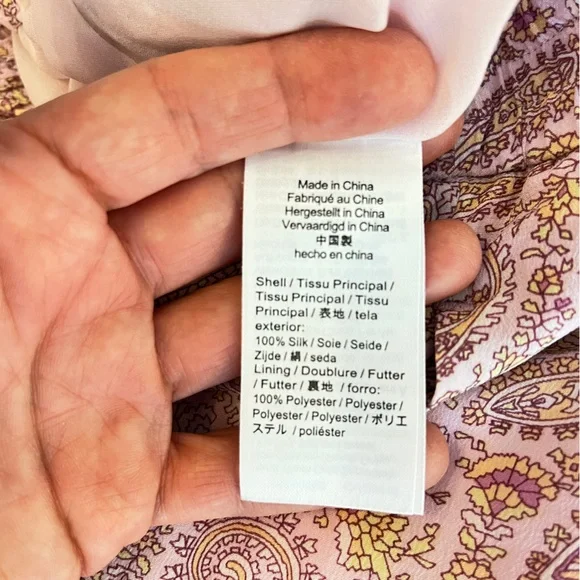 Made in China
Fabriqué au Chine
Hergestellt in China
Vervaardigd in China
中国製
hecho en china
Shell / Tissu Principal /
Tissu Principal / Tissu
Principal / 表地 / tela
exterior:
100% Silk / Soie / Seide /
Zijde / 絹 / seda
Lining / Doublure / Futter
/ Futter / 裏地 / forro:
100% Polyester / Polyester /
Polyester / Polyester / ポリエ
ステル / poliéster